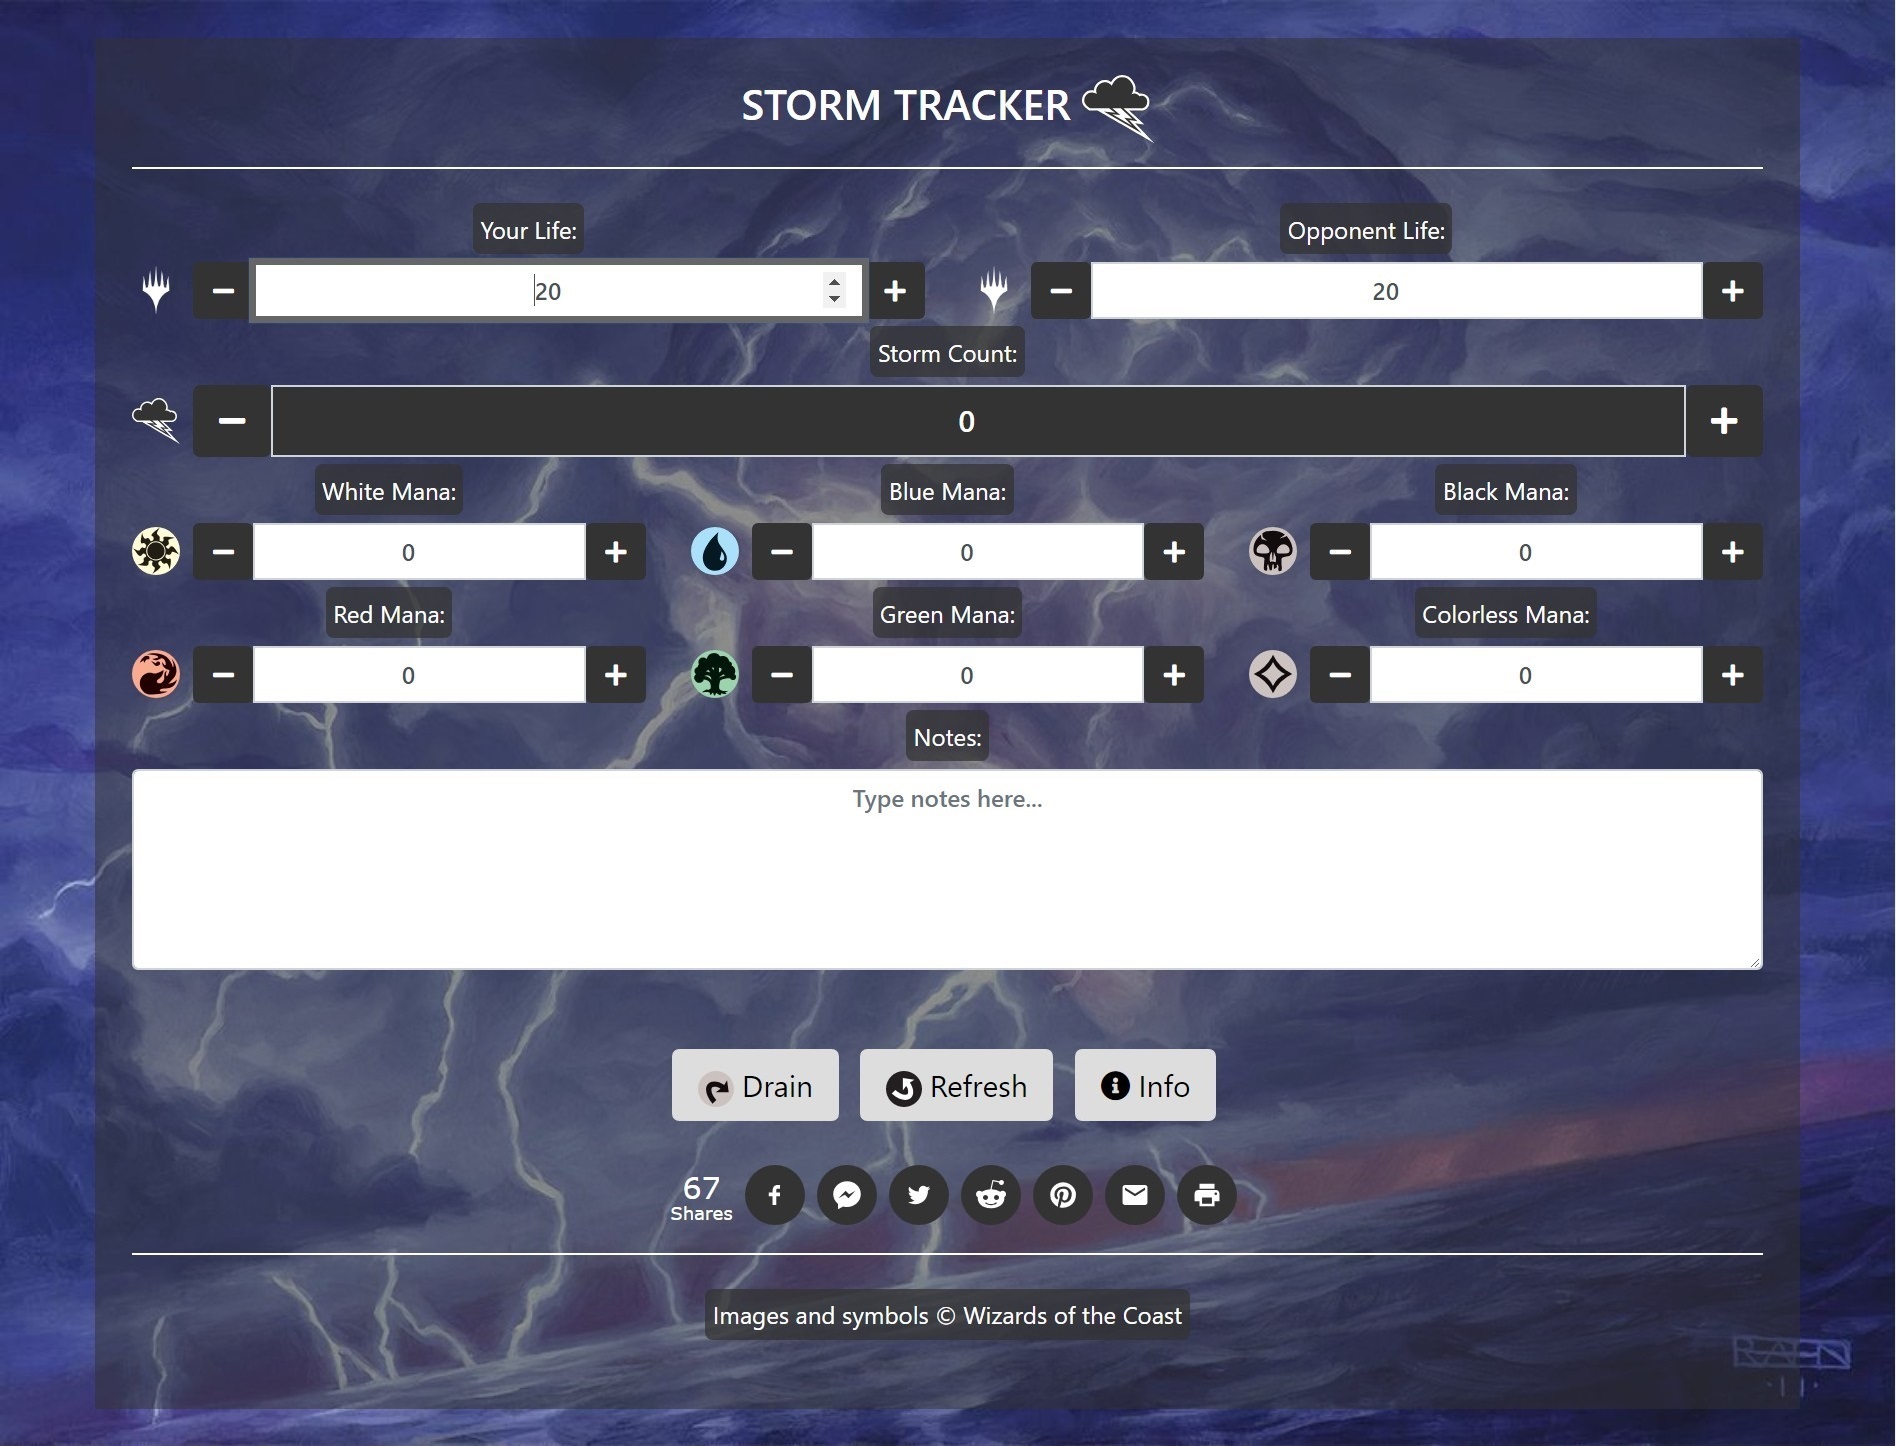 STORM TRACKER
Your Life:
Opponent Life:
20
20
Storm Count:
0
White Mana:
Blue Mana:
Black Mana:
0
0
0
Red Mana:
Green Mana:
Colorless Mana:
0
0
0
Notes:
Type notes here...
Drain
Refresh
Info
67
Shares
Images and symbols © Wizards of the Coast